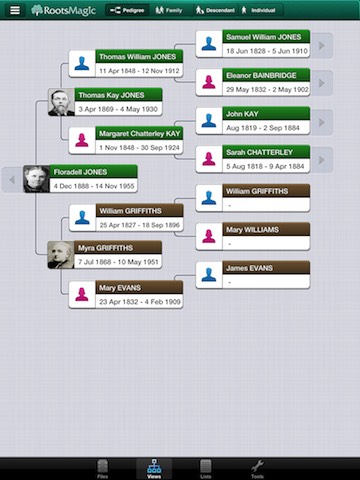 RootsMagic
Pedigree Family Descendant Individual
Samuel William JONES
18 Jun 1828 - 5 Jun 1910
Thomas William JONES
11 Apr 1848 - 12 Nov 1912
Eleanor BAINBRIDGE
29 May 1832 - 2 May 1902
Thomas Kay JONES
3 Apr 1869 - 4 May 1930
John KAY
Aug 1819 - 2 Sep 1884
Margaret Chatterley KAY
1 Nov 1848 - 30 Sep 1924
Sarah CHATTERLEY
5 Aug 1818 - 9 Apr 1884
Floradell JONES
4 Dec 1888 - 14 Nov 1955
William GRIFFITHS
-
William GRIFFITHS
25 Apr 1827 - 18 Sep 1896
Mary WILLIAMS
-
Myra GRIFFITHS
7 Jul 1868 - 10 May 1951
James EVANS
-
Mary EVANS
23 Apr 1832 - 4 Feb 1909
Files Views Lists Tools